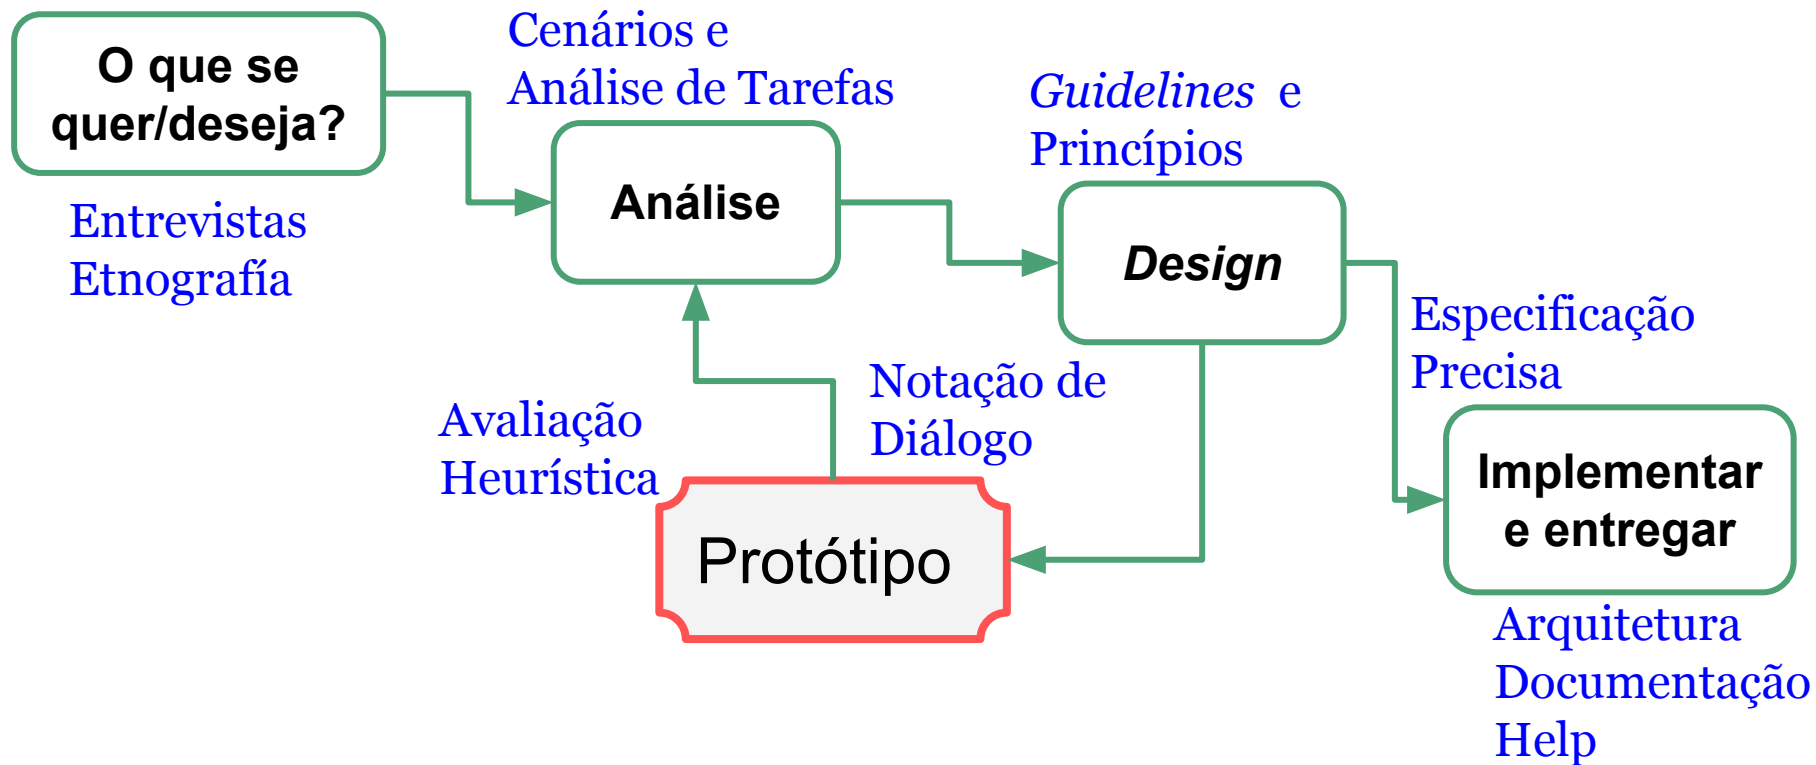 O que se
quer/deseja?
Entrevistas
Etnografía
Cenários e
Análise de Tarefas
Análise
Guidelines e
Princípios
Design
Especificação
Precisa
Avaliação
Heurística
Notação de
Diálogo
Protótipo
Implementar
e entregar
Arquitetura
Documentação
Help